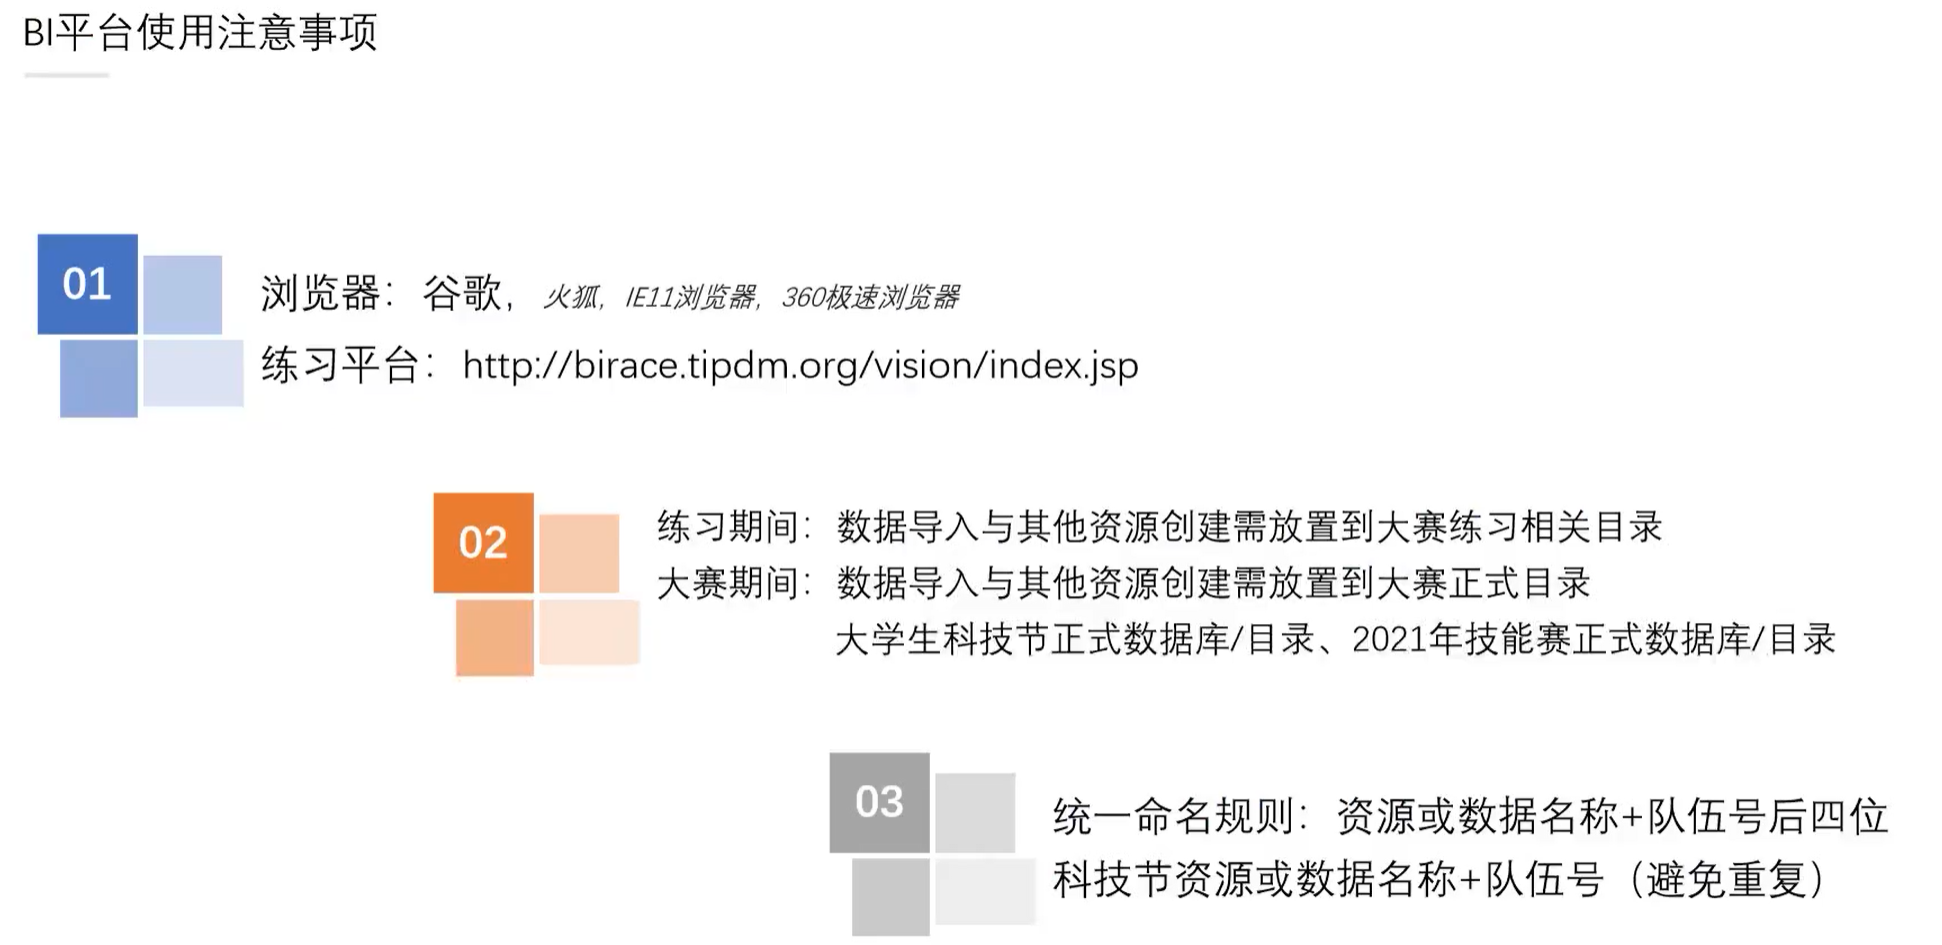 BI平台使用注意事项
01
浏览器：谷歌，火狐，IE11浏览器，360极速浏览器
练习平台：http://birace.tipdm.org/vision/index.jsp
02
练习期间：数据导入与其他资源创建需放置到大赛练习相关目录
大赛期间：数据导入与其他资源创建需放置到大赛正式目录
大学生科技节正式数据库/目录、2021年技能赛正式数据库/目录
03
统一命名规则：资源或数据名称+队伍号后四位
科技节资源或数据名称+队伍号（避免重复）